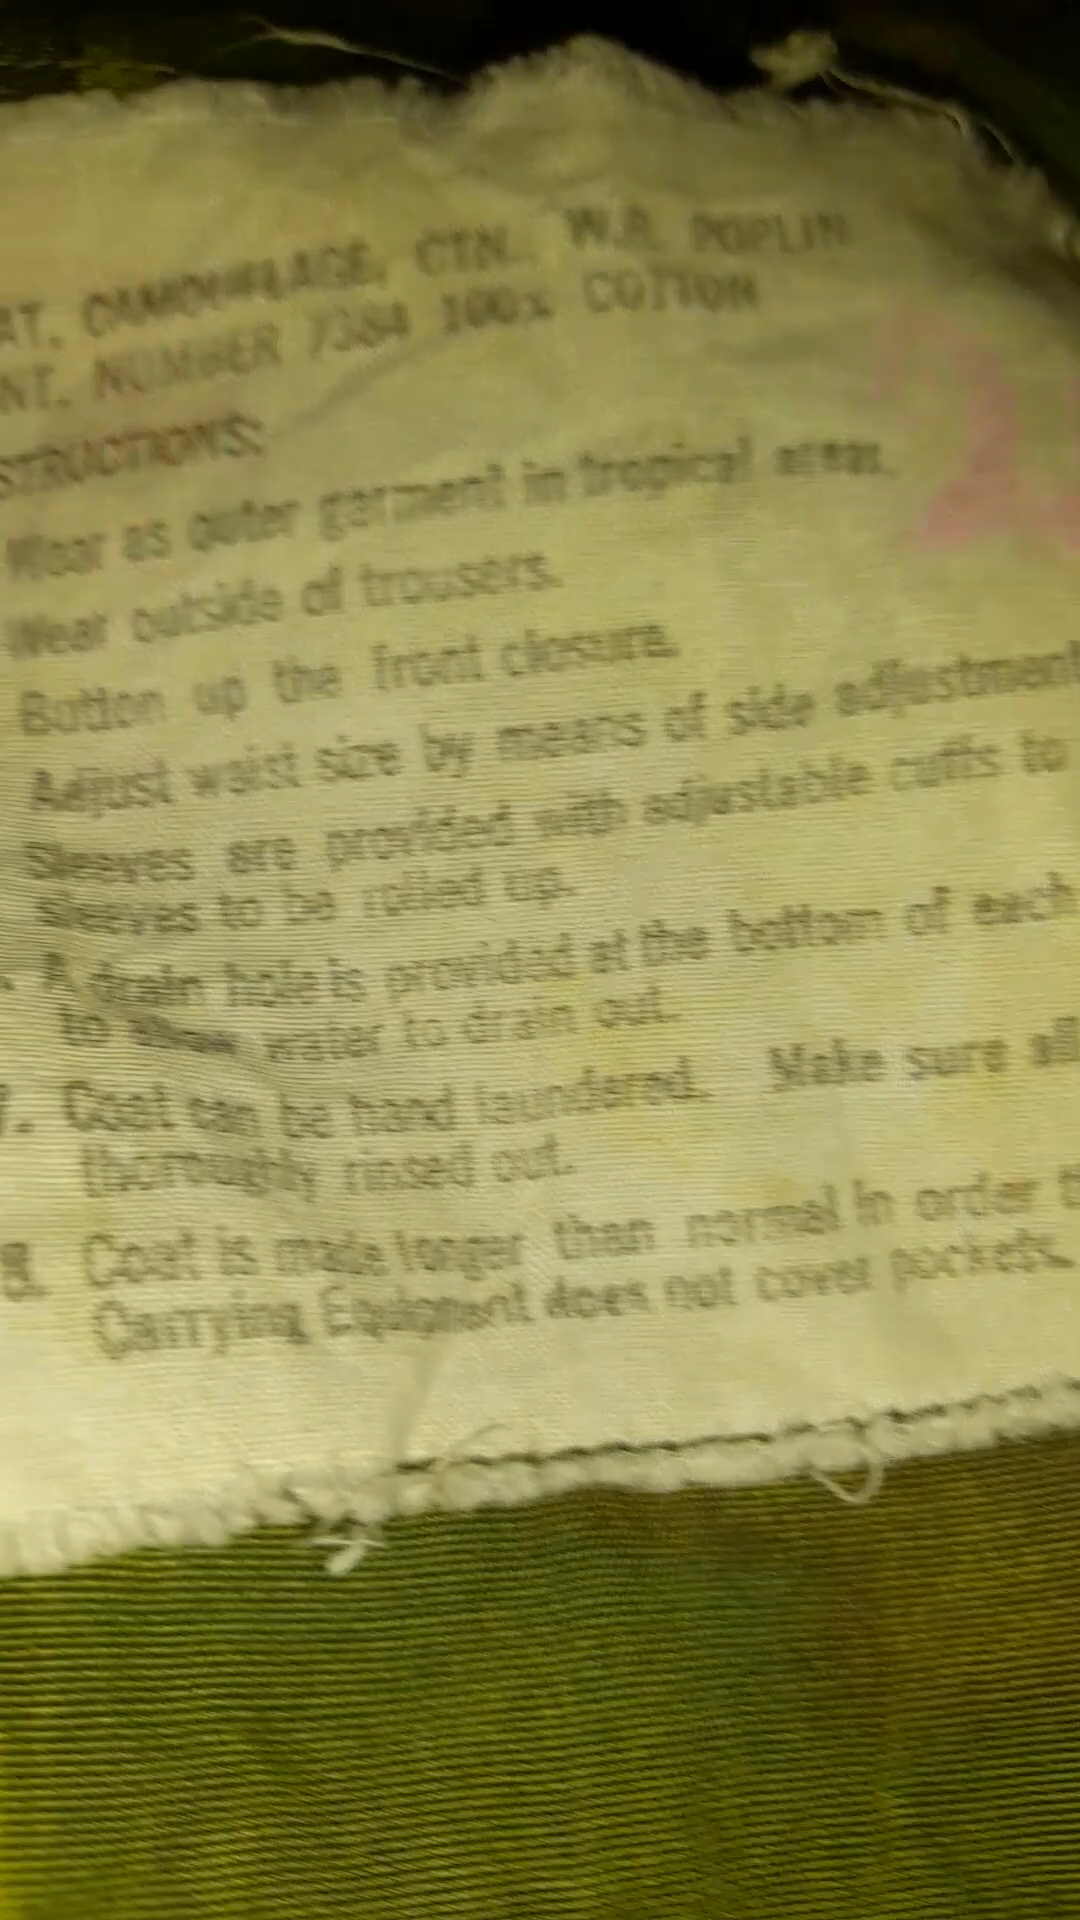 AT, CAMOUFLAGE, CTN. W.R. POPLIN
NT. NUMBER 7384 100% COTTON
STRUCTIONS:
Wear as outer garment in tropical areas.
Wear outside of trousers.
Button up the front closure.
Adjust waist size by means of side adjustment
Sleeves are provided with adjustable cuffs to
sleeves to be rolled up.
. A drain hole is provided at the bottom of each
to allow water to drain out.
7. Coat can be hand laundered. Make sure all
thoroughly rinsed out.
8. Coat is made longer than normal in order t
Carrying Equipment does not cover pockets.